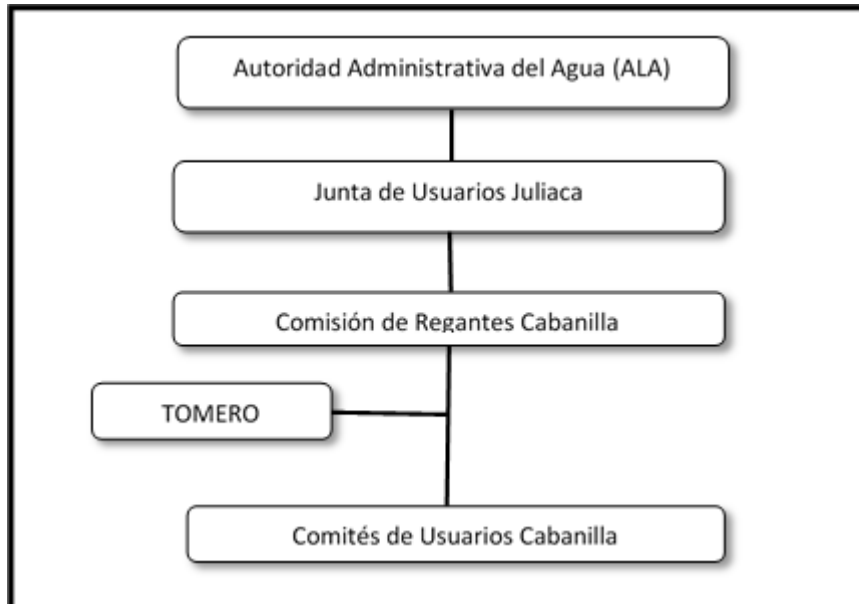 Autoridad Administrativa del Agua (ALA)
Junta de Usuarios Juliaca
Comisión de Regantes Cabanilla
TOMERO
Comités de Usuarios Cabanilla